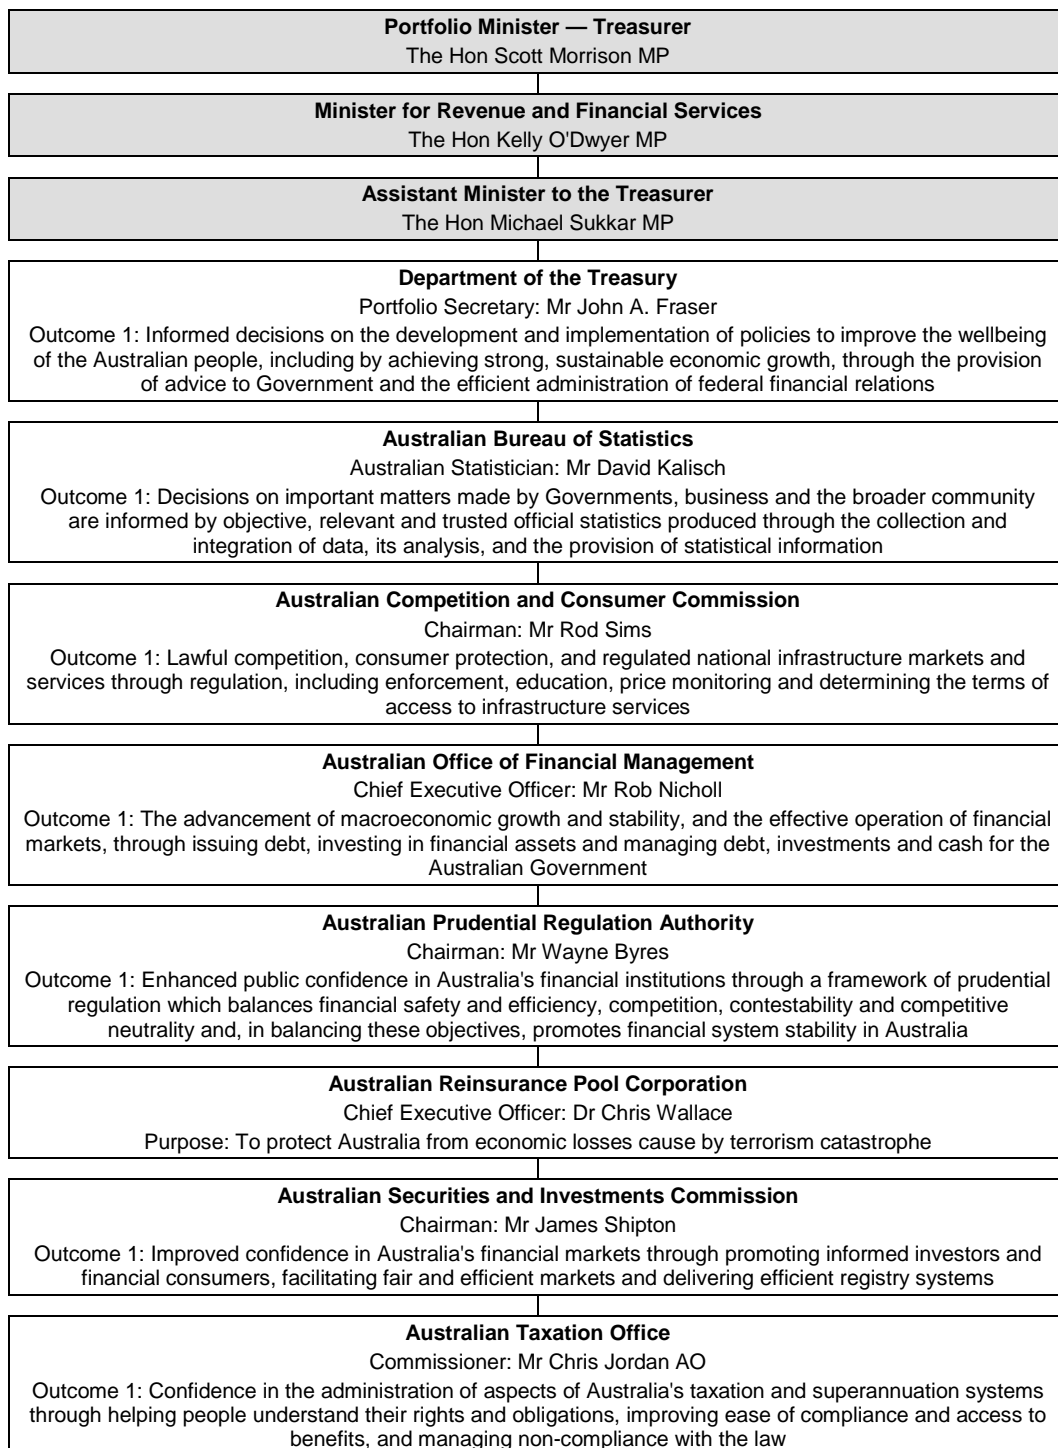 Portfolio Minister — Treasurer
The Hon Scott Morrison MP
Minister for Revenue and Financial Services
The Hon Kelly O'Dwyer MP
Assistant Minister to the Treasurer
The Hon Michael Sukkar MP
Department of the Treasury
Portfolio Secretary: Mr John A. Fraser
Outcome 1: Informed decisions on the development and implementation of policies to improve the wellbeing
of the Australian people, including by achieving strong, sustainable economic growth, through the provision
of advice to Government and the efficient administration of federal financial relations
Australian Bureau of Statistics
Australian Statistician: Mr David Kalisch
Outcome 1: Decisions on important matters made by Governments, business and the broader community
are informed by objective, relevant and trusted official statistics produced through the collection and
integration of data, its analysis, and the provision of statistical information
Australian Competition and Consumer Commission
Chairman: Mr Rod Sims
Outcome 1: Lawful competition, consumer protection, and regulated national infrastructure markets and
services through regulation, including enforcement, education, price monitoring and determining the terms of
access to infrastructure services
Australian Office of Financial Management
Chief Executive Officer: Mr Rob Nicholl
Outcome 1: The advancement of macroeconomic growth and stability, and the effective operation of financial
markets, through issuing debt, investing in financial assets and managing debt, investments and cash for the
Australian Government
Australian Prudential Regulation Authority
Chairman: Mr Wayne Byres
Outcome 1: Enhanced public confidence in Australia's financial institutions through a framework of prudential
regulation which balances financial safety and efficiency, competition, contestability and competitive
neutrality and, in balancing these objectives, promotes financial system stability in Australia
Australian Reinsurance Pool Corporation
Chief Executive Officer: Dr Chris Wallace
Purpose: To protect Australia from economic losses cause by terrorism catastrophe
Australian Securities and Investments Commission
Chairman: Mr James Shipton
Outcome 1: Improved confidence in Australia's financial markets through promoting informed investors and
financial consumers, facilitating fair and efficient markets and delivering efficient registry systems
Australian Taxation Office
Commissioner: Mr Chris Jordan AO
Outcome 1: Confidence in the administration of aspects of Australia's taxation and superannuation systems
through helping people understand their rights and obligations, improving ease of compliance and access to
benefits, and managing non-compliance with the law